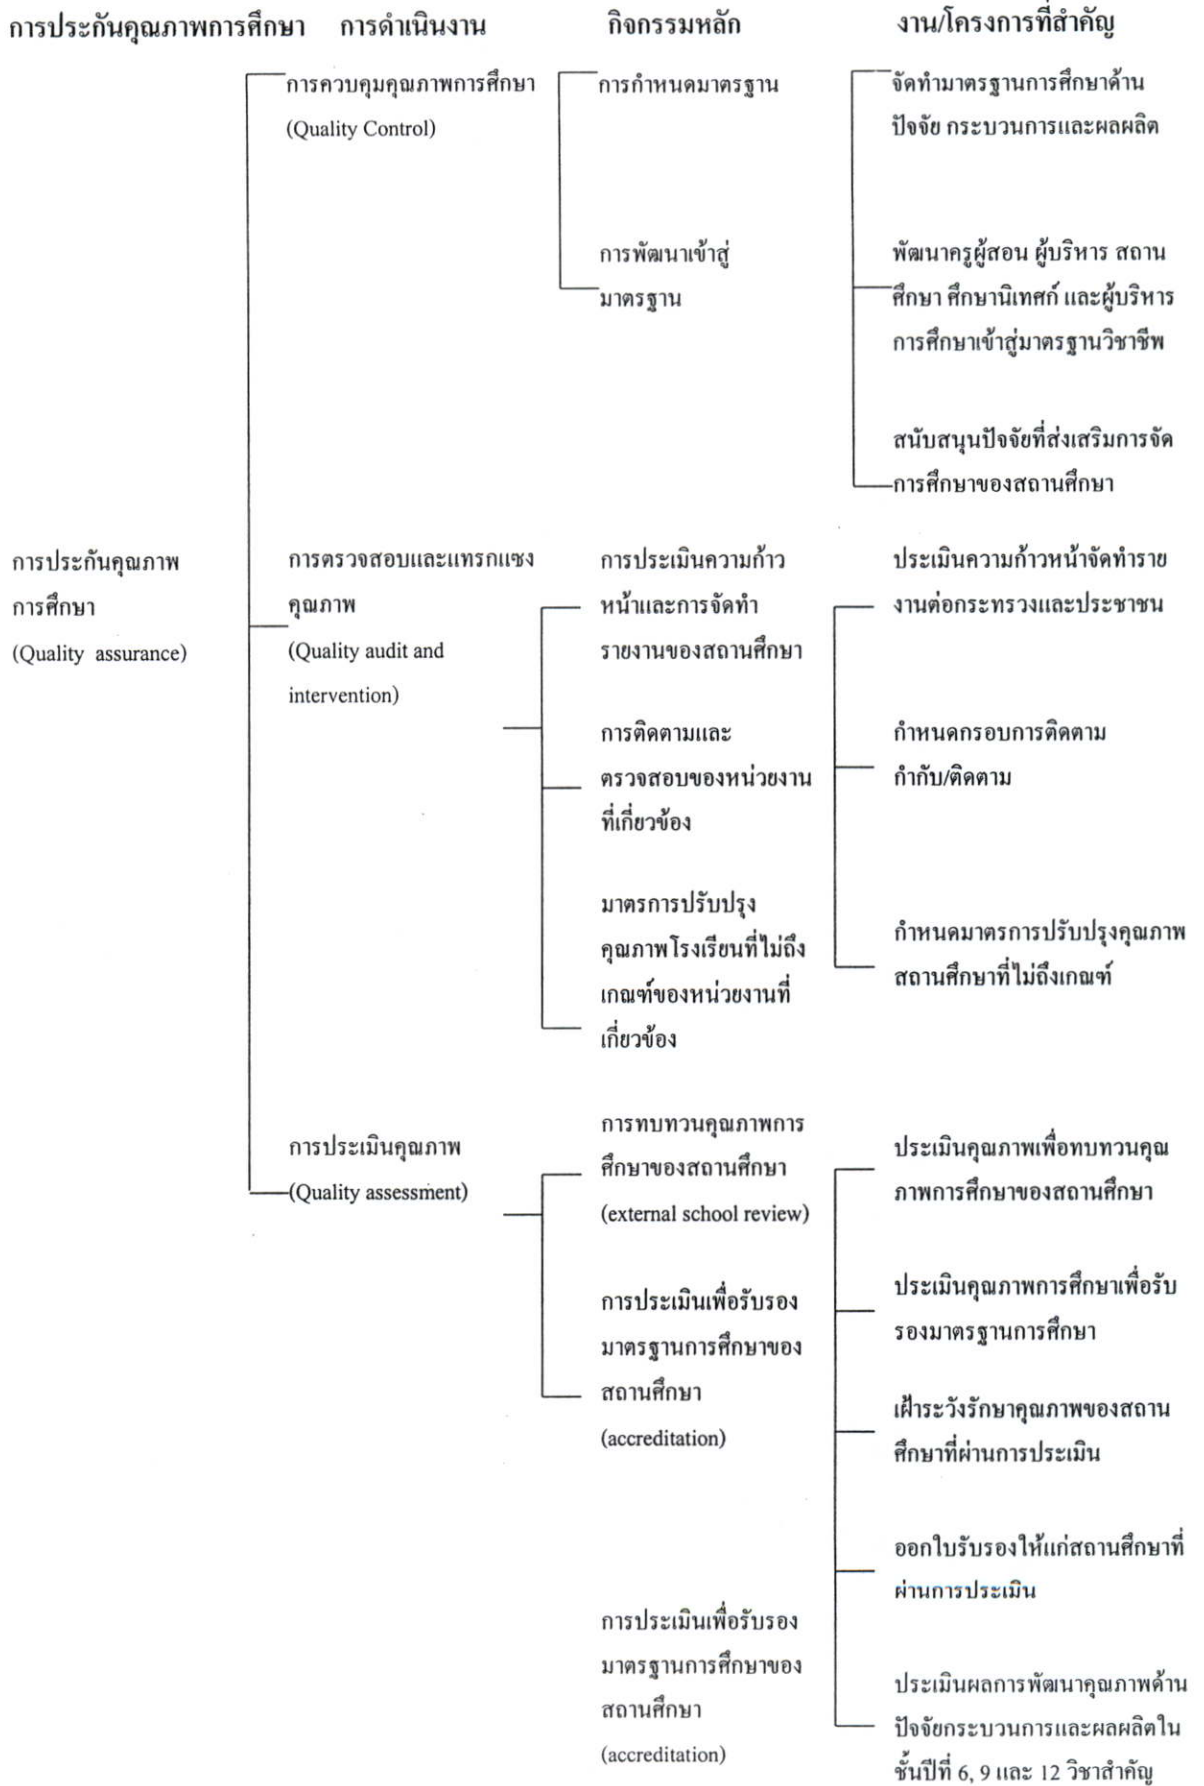 การประกันคุณภาพการศึกษา การดำเนินงาน กิจกรรมหลัก งาน/โครงการที่สำคัญ
การควบคุมคุณภาพการศึกษา
(Quality Control)
การกำหนดมาตรฐาน
จัดทำมาตรฐานการศึกษาด้าน
ปัจจัย กระบวนการและผลผลิต
การพัฒนาเข้าสู่
มาตรฐาน
พัฒนาครูผู้สอน ผู้บริหาร สถาน
ศึกษา ศึกษานิเทศก์ และผู้บริหาร
การศึกษาเข้าสู่มาตรฐานวิชาชีพ
สนับสนุนปัจจัยที่ส่งเสริมการจัด
การศึกษาของสถานศึกษา
การประกันคุณภาพ
การศึกษา
(Quality assurance)
การตรวจสอบและแทรกแซง
คุณภาพ
(Quality audit and
intervention)
การประเมินความก้าว
หน้าและการจัดทำ
รายงานของสถานศึกษา
ประเมินความก้าวหน้าจัดทำราย
งานต่อกระทรวงและประชาชน
การติดตามและ
ตรวจสอบของหน่วยงาน
ที่เกี่ยวข้อง
กำหนดกรอบการติดตาม
กำกับ/ติดตาม
มาตรการปรับปรุง
คุณภาพโรงเรียนที่ไม่ถึง
เกณฑ์ของหน่วยงานที่
เกี่ยวข้อง
กำหนดมาตรการปรับปรุงคุณภาพ
สถานศึกษาที่ไม่ถึงเกณฑ์
การประเมินคุณภาพ
(Quality assessment)
การทบทวนคุณภาพการ
ศึกษาของสถานศึกษา
(external school review)
ประเมินคุณภาพเพื่อทบทวนคุณ
ภาพการศึกษาของสถานศึกษา
การประเมินเพื่อรับรอง
มาตรฐานการศึกษาของ
สถานศึกษา
(accreditation)
ประเมินคุณภาพการศึกษาเพื่อรับ
รองมาตรฐานการศึกษา
เฝ้าระวังรักษาคุณภาพของสถาน
ศึกษาที่ผ่านการประเมิน
ออกใบรับรองให้แก่สถานศึกษาที่
ผ่านการประเมิน
การประเมินเพื่อรับรอง
มาตรฐานการศึกษาของ
สถานศึกษา
(accreditation)
ประเมินผลการพัฒนาคุณภาพด้าน
ปัจจัยกระบวนการและผลผลิตใน
ชั้นปีที่ 6, 9 และ 12 วิชาสำคัญ